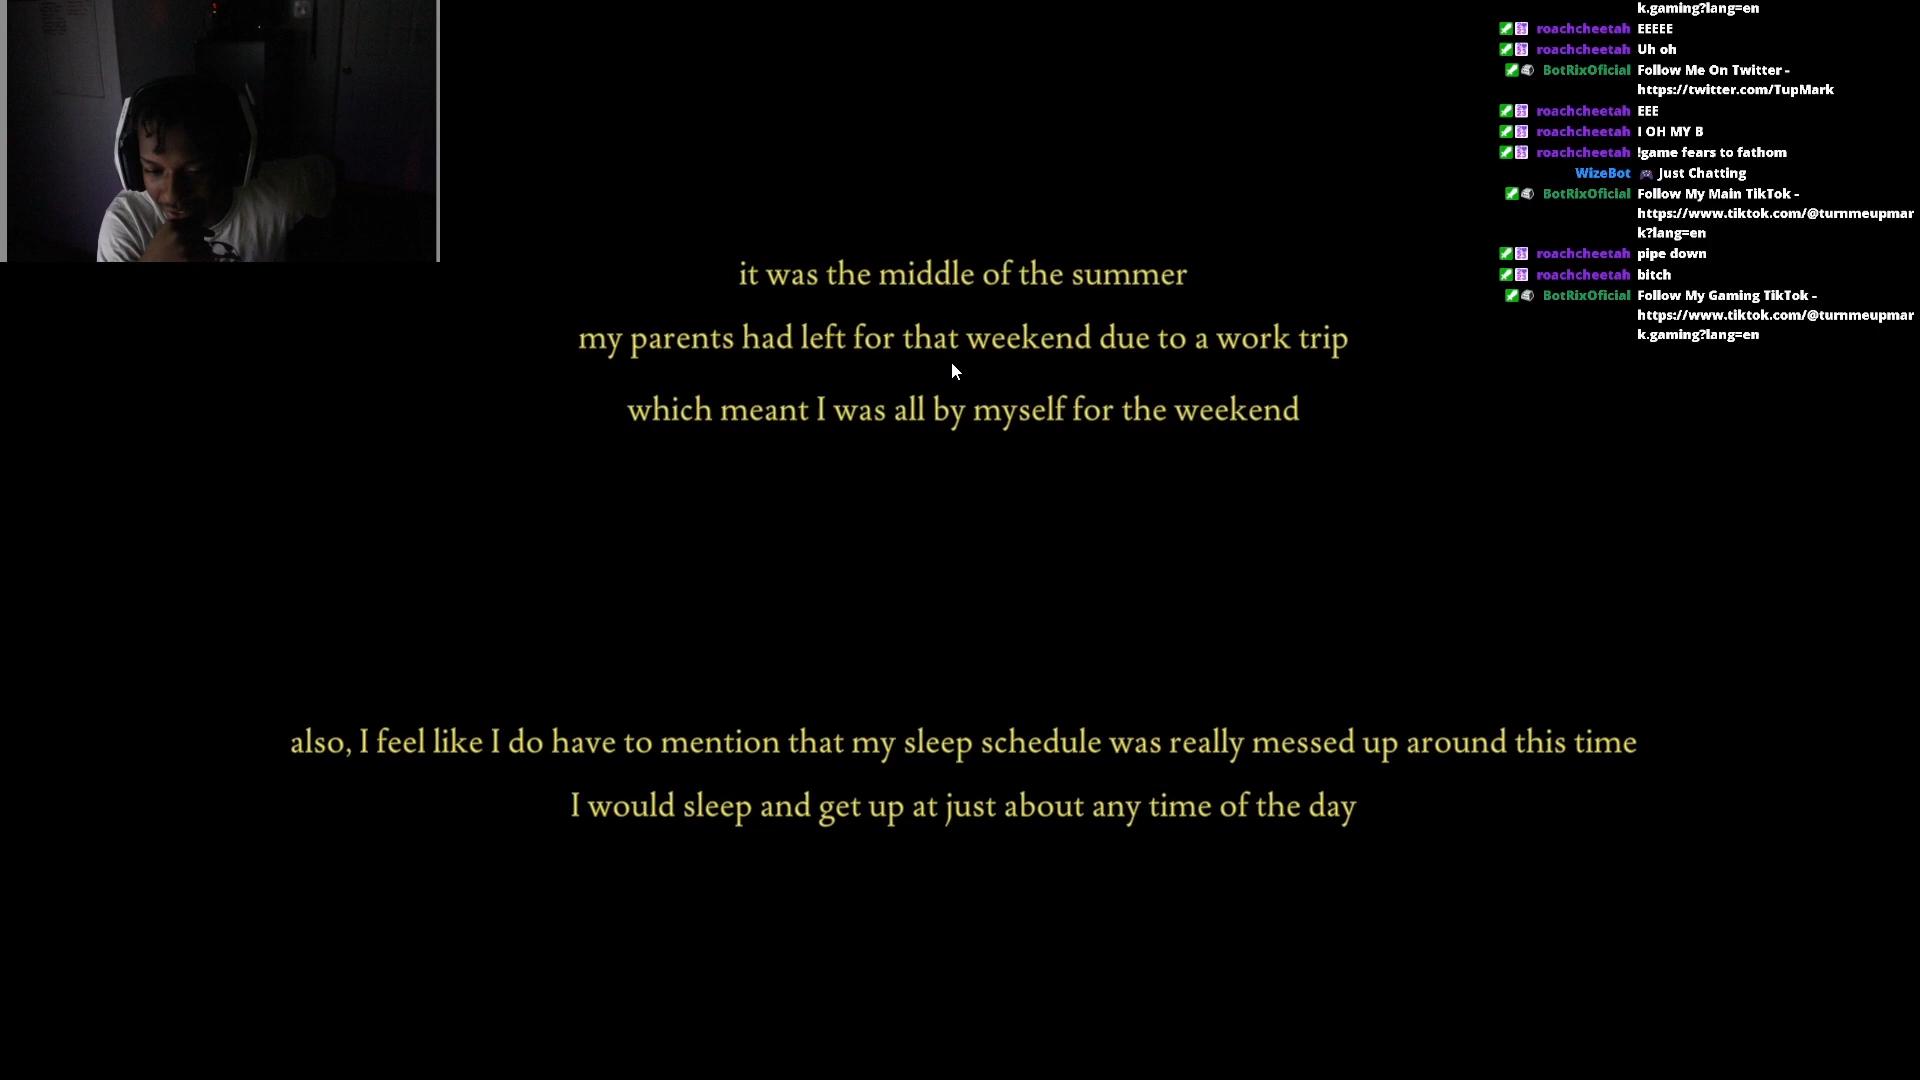 it was the middle of the summer
my parents had left for that weekend due to a work trip
which meant I was all by myself for the weekend
also, I feel like I do have to mention that my sleep schedule was really messed up around this time
I would sleep and get up at just about any time of the day
k.gaming?lang=en
roachcheetah EEEEE
roachcheetah Uh oh
BotRixOficial Follow Me On Twitter -
https://twitter.com/TupMark
roachcheetah EEE
roachcheetah I OH MY B
roachcheetah !game fears to fathom
WizeBot 🎮 Just Chatting
BotRixOficial Follow My Main TikTok -
https://www.tiktok.com/@turnmeupmar
k?lang=en
roachcheetah pipe down
roachcheetah bitch
BotRixOficial Follow My Gaming TikTok -
https://www.tiktok.com/@turnmeupmar
k.gaming?lang=en